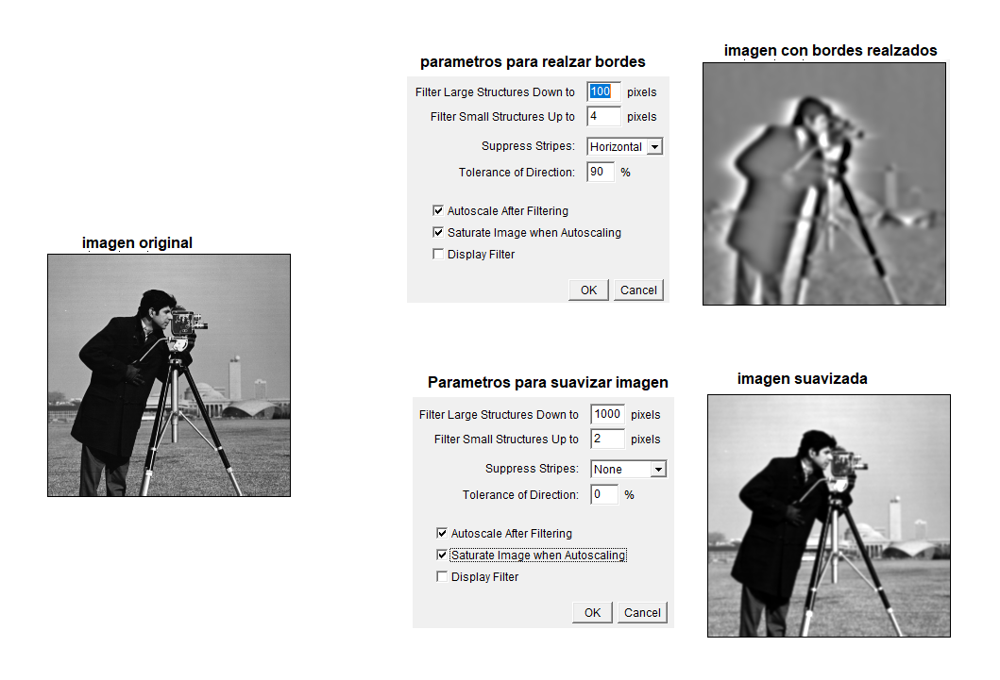 imagen original
parametros para realzar bordes
Filter Large Structures Down to 100 pixels
Filter Small Structures Up to 4 pixels
Suppress Stripes: Horizontal
Tolerance of Direction: 90 %
Autoscale After Filtering
Saturate Image when Autoscaling
Display Filter
OK Cancel
imagen con bordes realzados
Parametros para suavizar imagen
Filter Large Structures Down to 1000 pixels
Filter Small Structures Up to 2 pixels
Suppress Stripes: None
Tolerance of Direction: 0 %
Autoscale After Filtering
Saturate Image when Autoscaling
Display Filter
OK Cancel
imagen suavizada